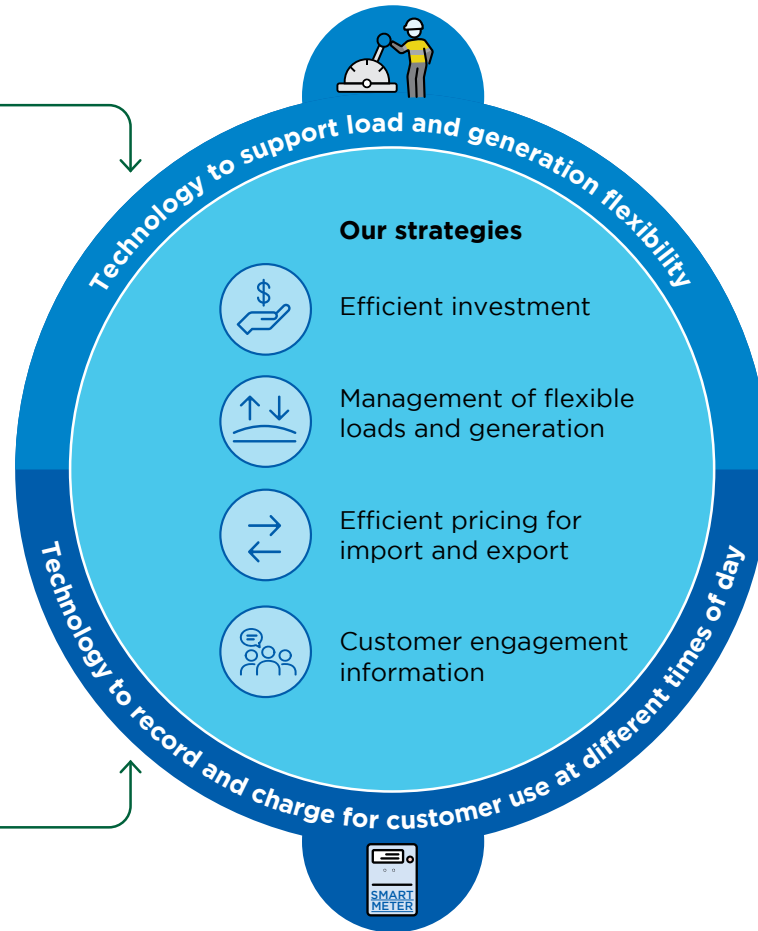 Technology to support load and generation flexibility
Our strategies
Efficient investment
Management of flexible
loads and generation
Efficient pricing for
import and export
Customer engagement
information
Technology to record and charge for customer use at different times of day
SMART
METER